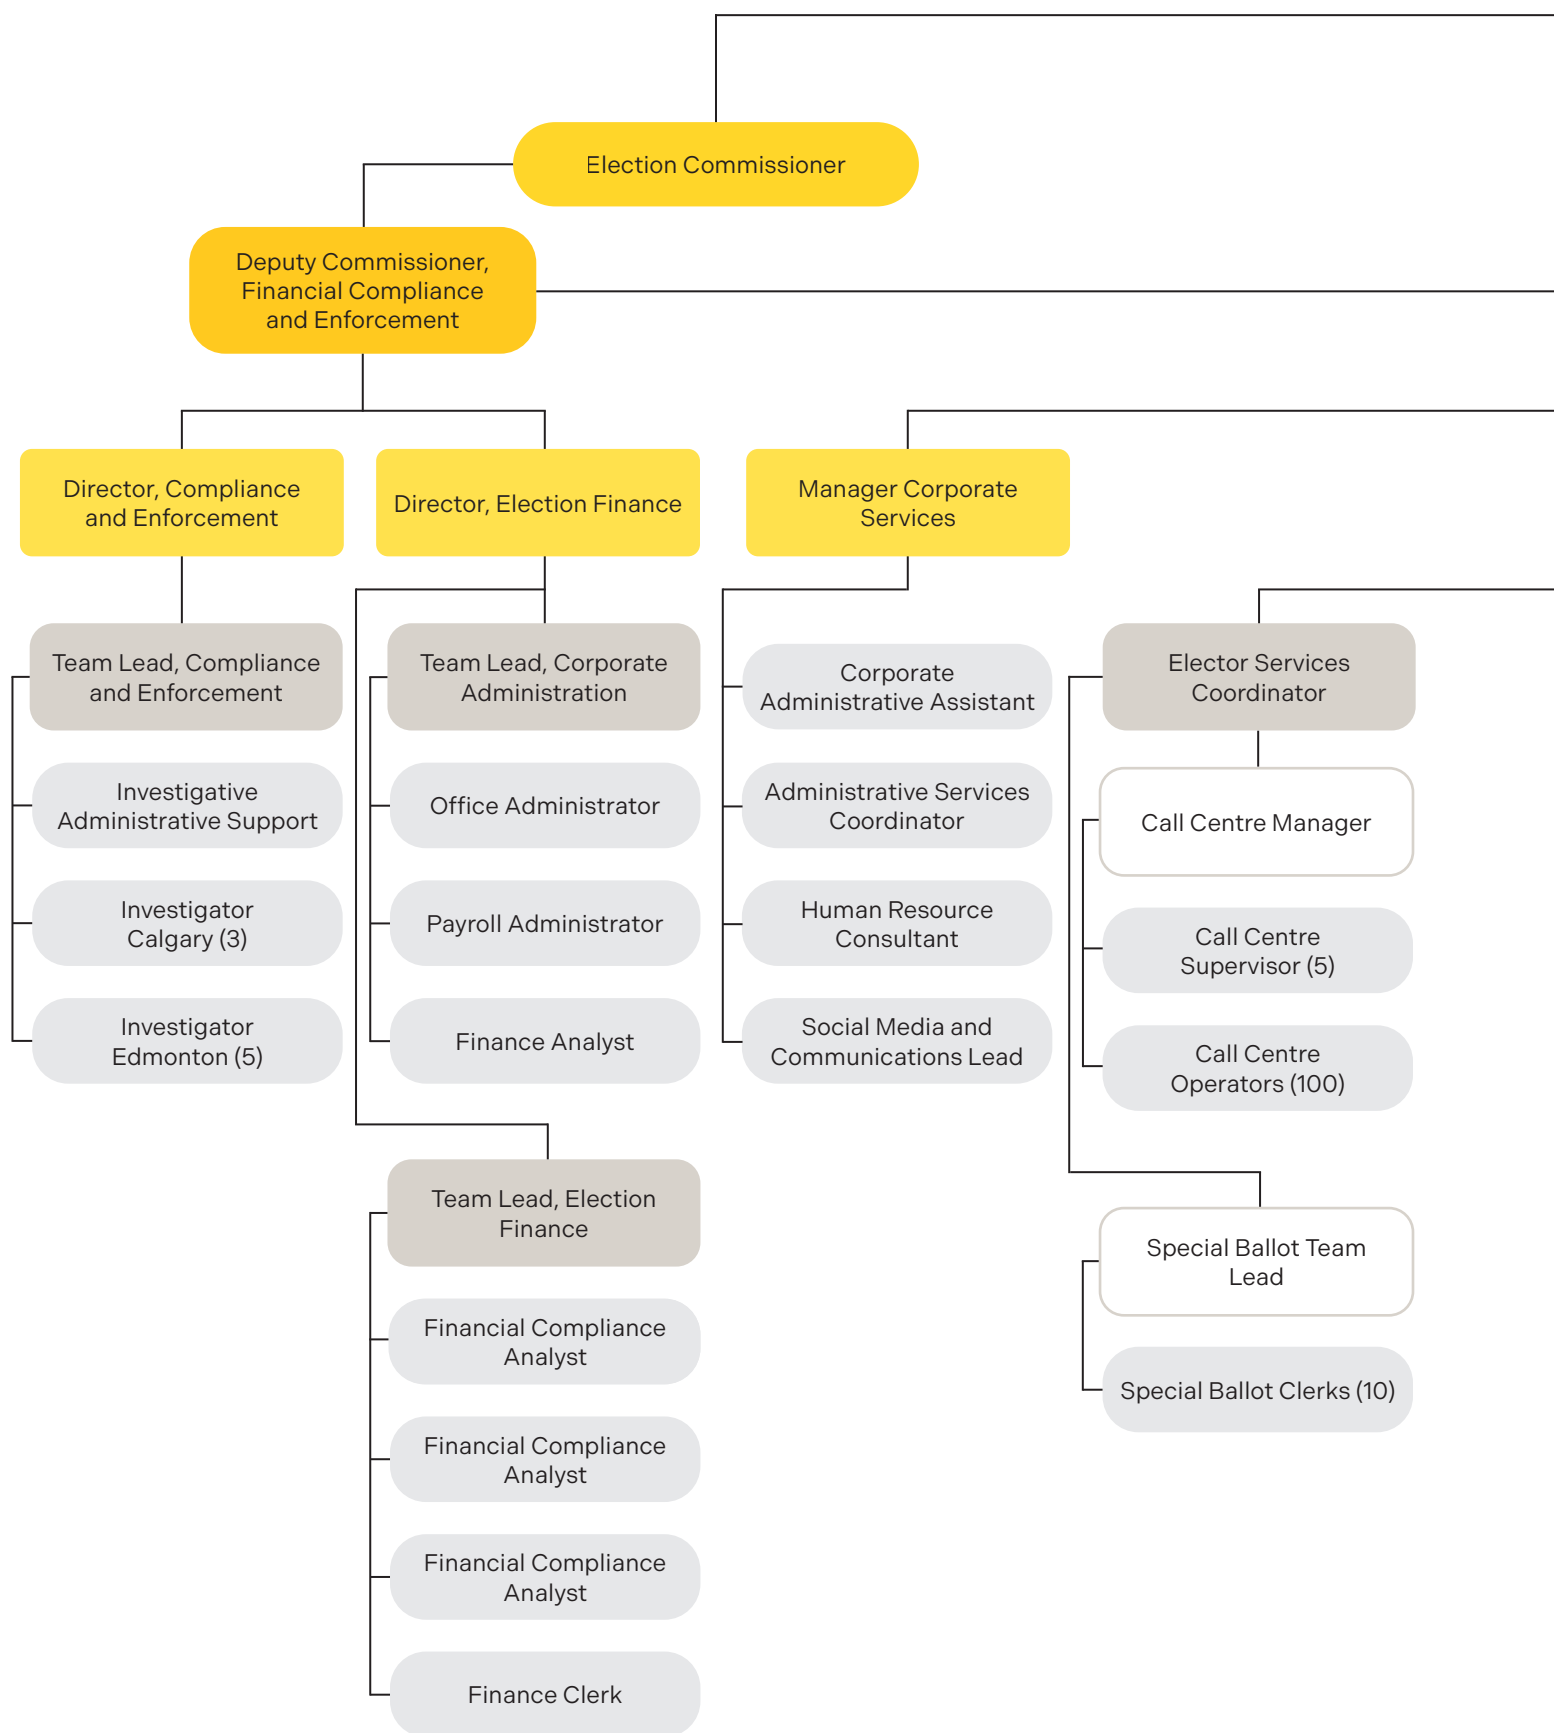 Election Commissioner
Deputy Commissioner,
Financial Compliance
and Enforcement
Director, Compliance
and Enforcement
Director, Election Finance
Manager Corporate
Services
Team Lead, Compliance
and Enforcement
Investigative
Administrative Support
Investigator
Calgary (3)
Investigator
Edmonton (5)
Team Lead, Corporate
Administration
Office Administrator
Payroll Administrator
Finance Analyst
Team Lead, Election
Finance
Financial Compliance
Analyst
Financial Compliance
Analyst
Financial Compliance
Analyst
Finance Clerk
Corporate
Administrative Assistant
Administrative Services
Coordinator
Human Resource
Consultant
Social Media and
Communications Lead
Elector Services
Coordinator
Call Centre Manager
Call Centre
Supervisor (5)
Call Centre
Operators (100)
Special Ballot Team
Lead
Special Ballot Clerks (10)